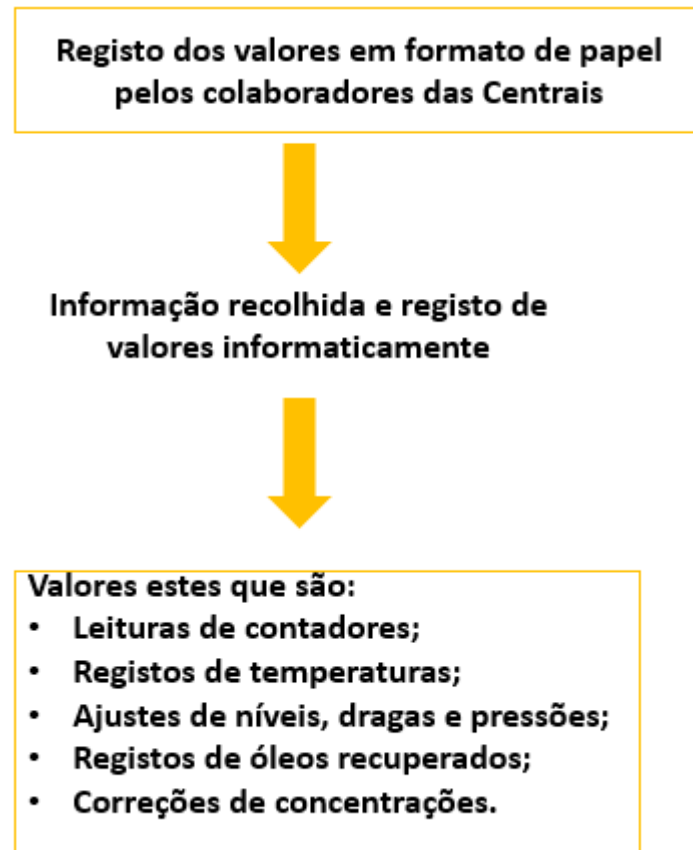 Registo dos valores em formato de papel
pelos colaboradores das Centrais
Informação recolhida e registo de
valores informaticamente
Valores estes que são:
• Leituras de contadores;
• Registos de temperaturas;
• Ajustes de níveis, dragas e pressões;
• Registos de óleos recuperados;
• Correções de concentrações.